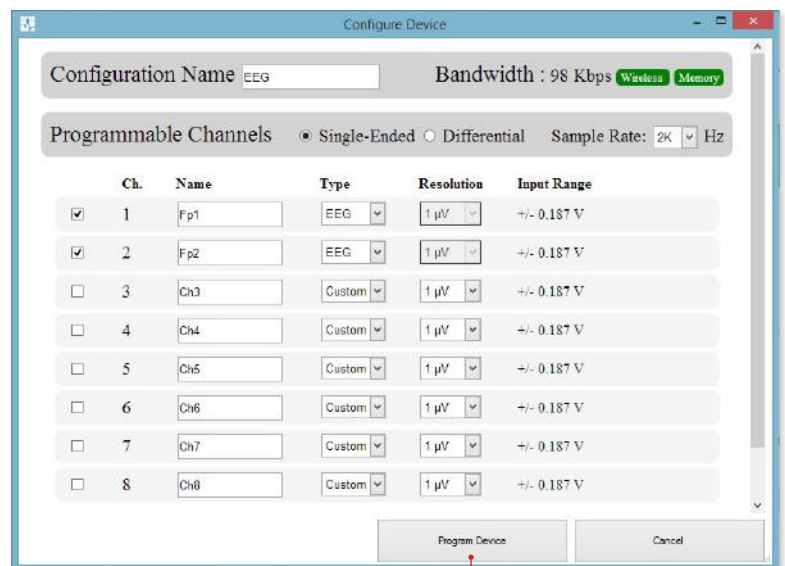 Configure Device
Configuration Name EEG Bandwidth : 98 Kbps Wireless Memory
Programmable Channels Single-Ended Differential Sample Rate: 2K Hz
Ch. Name Type Resolution Input Range
1 Fp1 EEG 1 µV +/- 0.187 V
2 Fp2 EEG 1 µV +/- 0.187 V
3 Ch3 Custom 1 µV +/- 0.187 V
4 Ch4 Custom 1 µV +/- 0.187 V
5 Ch5 Custom 1 µV +/- 0.187 V
6 Ch6 Custom 1 µV +/- 0.187 V
7 Ch7 Custom 1 µV +/- 0.187 V
8 Ch8 Custom 1 µV +/- 0.187 V
Program Device Cancel